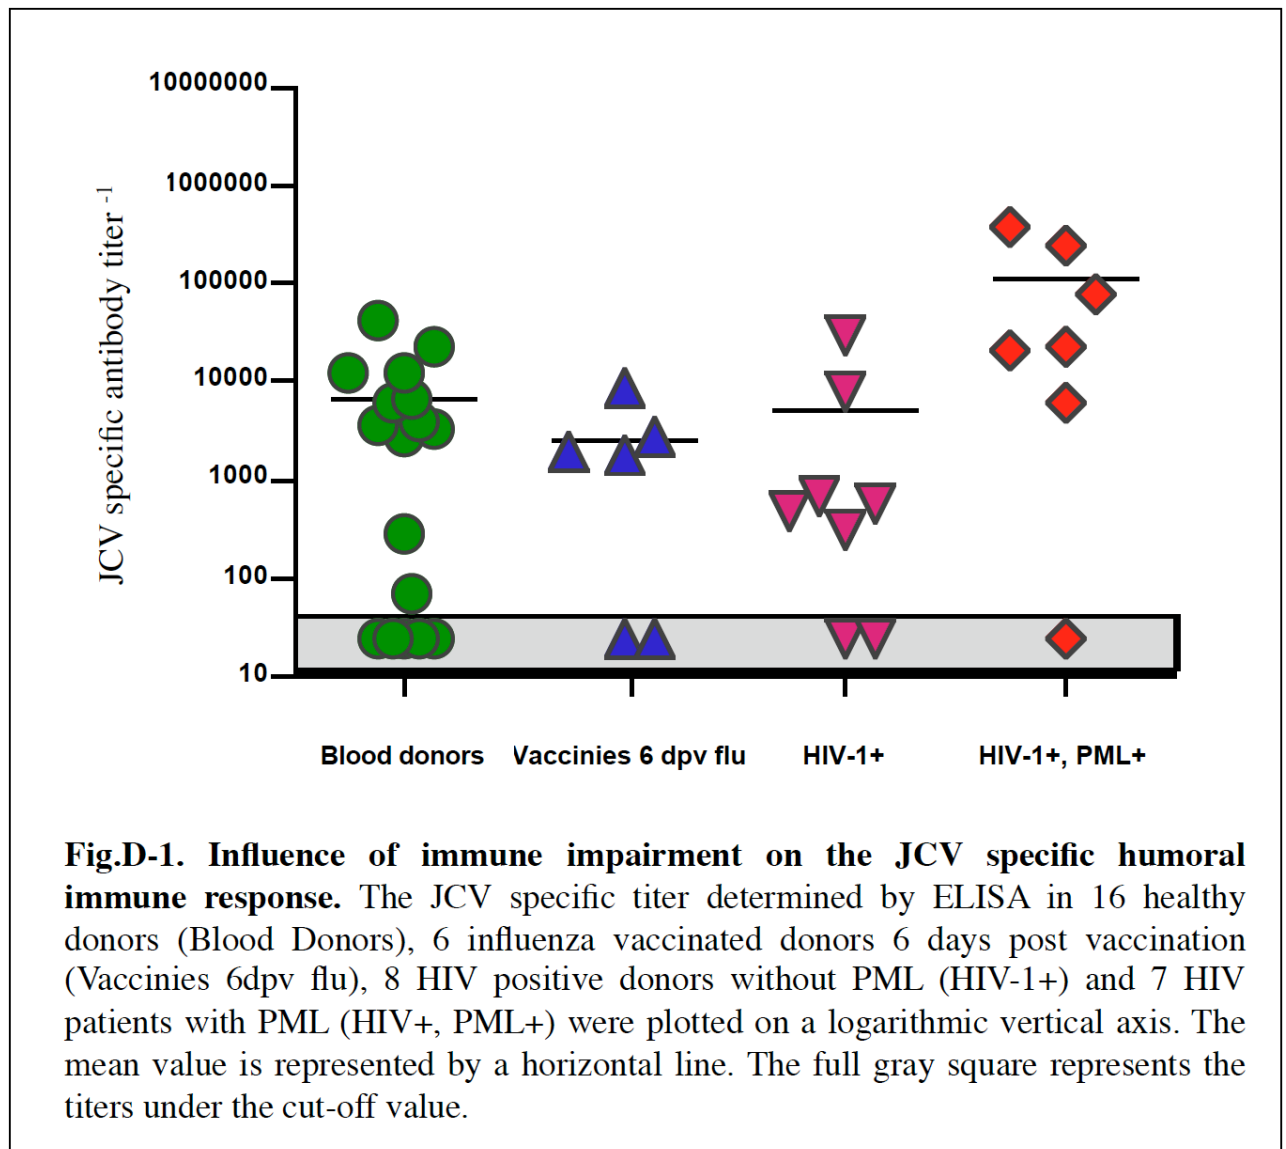 10000000
1000000
100000
10000
1000
100
10
JCV specific antibody titer -1
Blood donors Vaccinies 6 dpv flu HIV-1+ HIV-1+, PML+
Fig.D-1. Influence of immune impairment on the JCV specific humoral
immune response. The JCV specific titer determined by ELISA in 16 healthy
donors (Blood Donors), 6 influenza vaccinated donors 6 days post vaccination
(Vaccinies 6dpv flu), 8 HIV positive donors without PML (HIV-1+) and 7 HIV
patients with PML (HIV+, PML+) were plotted on a logarithmic vertical axis. The
mean value is represented by a horizontal line. The full gray square represents the
titers under the cut-off value.